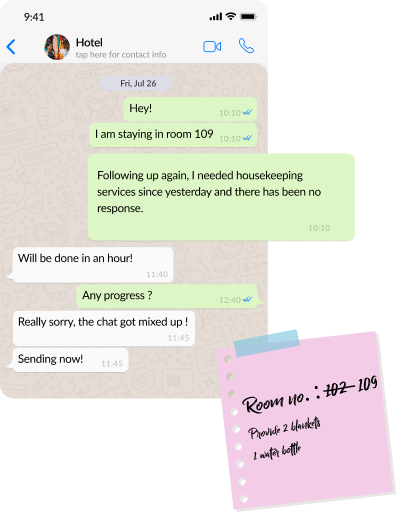 9:41
Hotel
tap here for contact info
Fri, Jul 26
Hey!
10:10
I am staying in room 109
10:10
Following up again, I needed housekeeping
services since yesterday and there has been no
response.
10:10
Will be done in an hour!
11:40
Any progress ?
12:40
Really sorry, the chat got mixed up !
11:45
Sending now!
11:45
Room no. : 102 109
Provide 2 blankets
1 water bottle